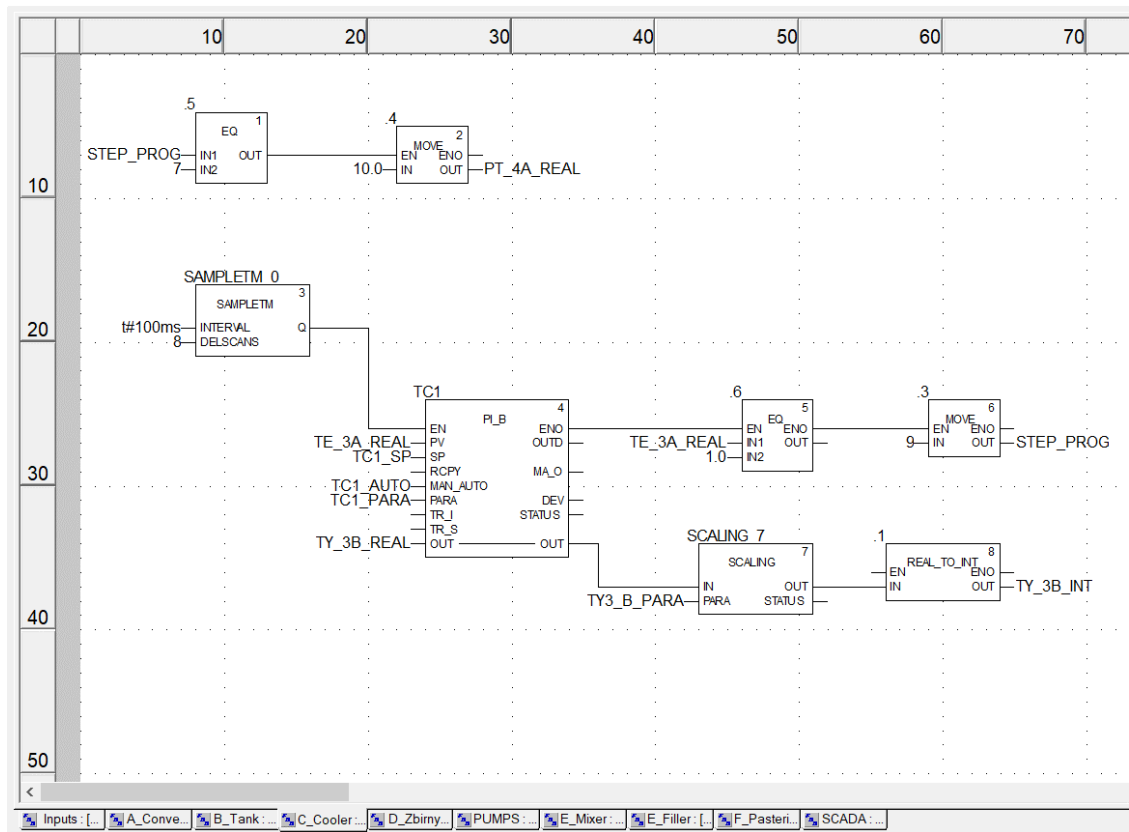 10 20 30 40 50 60 70
.5
1
EQ
STEP_PROG IN1 OUT
7 IN2
.4
2
MOVE
EN ENO
10.0 IN OUT PT_4A_REAL
10
SAMPLETM_0
3
SAMPLETM
t#100ms INTERVAL Q
8 DELSCANS
20
TC1
4
PI_B
EN ENO
TE_3A_REAL PV OUTD
TC1_SP SP
RCPY MA_O
TC1_AUTO MAN_AUTO
TC1_PARA PARA DEV
TR_I STATUS
TR_S
TY_3B_REAL OUT OUT
.6
5
EQ
EN ENO
TE_3A_REAL IN1 OUT
1.0 IN2
.3
6
MOVE
EN ENO
9 IN OUT STEP_PROG
30
SCALING_7
7
SCALING
IN OUT
TY3_B_PARA PARA STATUS
.1
8
REAL_TO_INT
EN ENO
IN OUT TY_3B_INT
40
50
Inputs : [... A_Conve... B_Tank : ... C_Cooler: ... D_Zbirny... PUMPS : ... E_Mixer : ... E_Filler : [... F_Pasteri... SCADA : ...